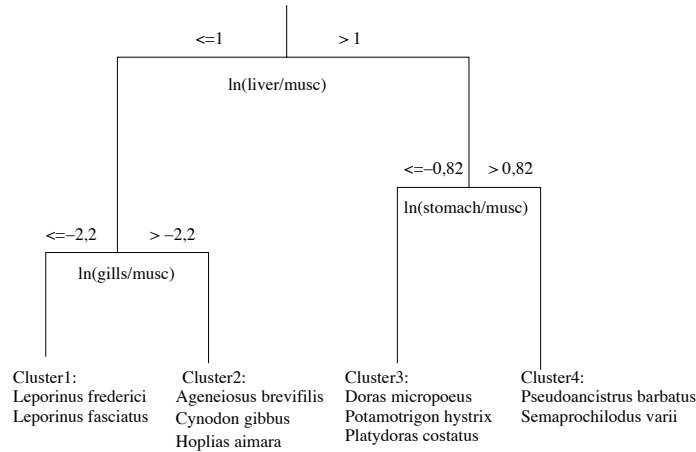 <=1 > 1
ln(liver/musc)
<=−0,82 > 0,82
ln(stomach/musc)
<=−2,2 > −2,2
ln(gills/musc)
Cluster1:
Leporinus frederici
Leporinus fasciatus
Cluster2:
Ageneiosus brevifilis
Cynodon gibbus
Hoplias aimara
Cluster3:
Doras micropoeus
Potamotrigon hystrix
Platydoras costatus
Cluster4:
Pseudoancistrus barbatus
Semaprochilodus varii